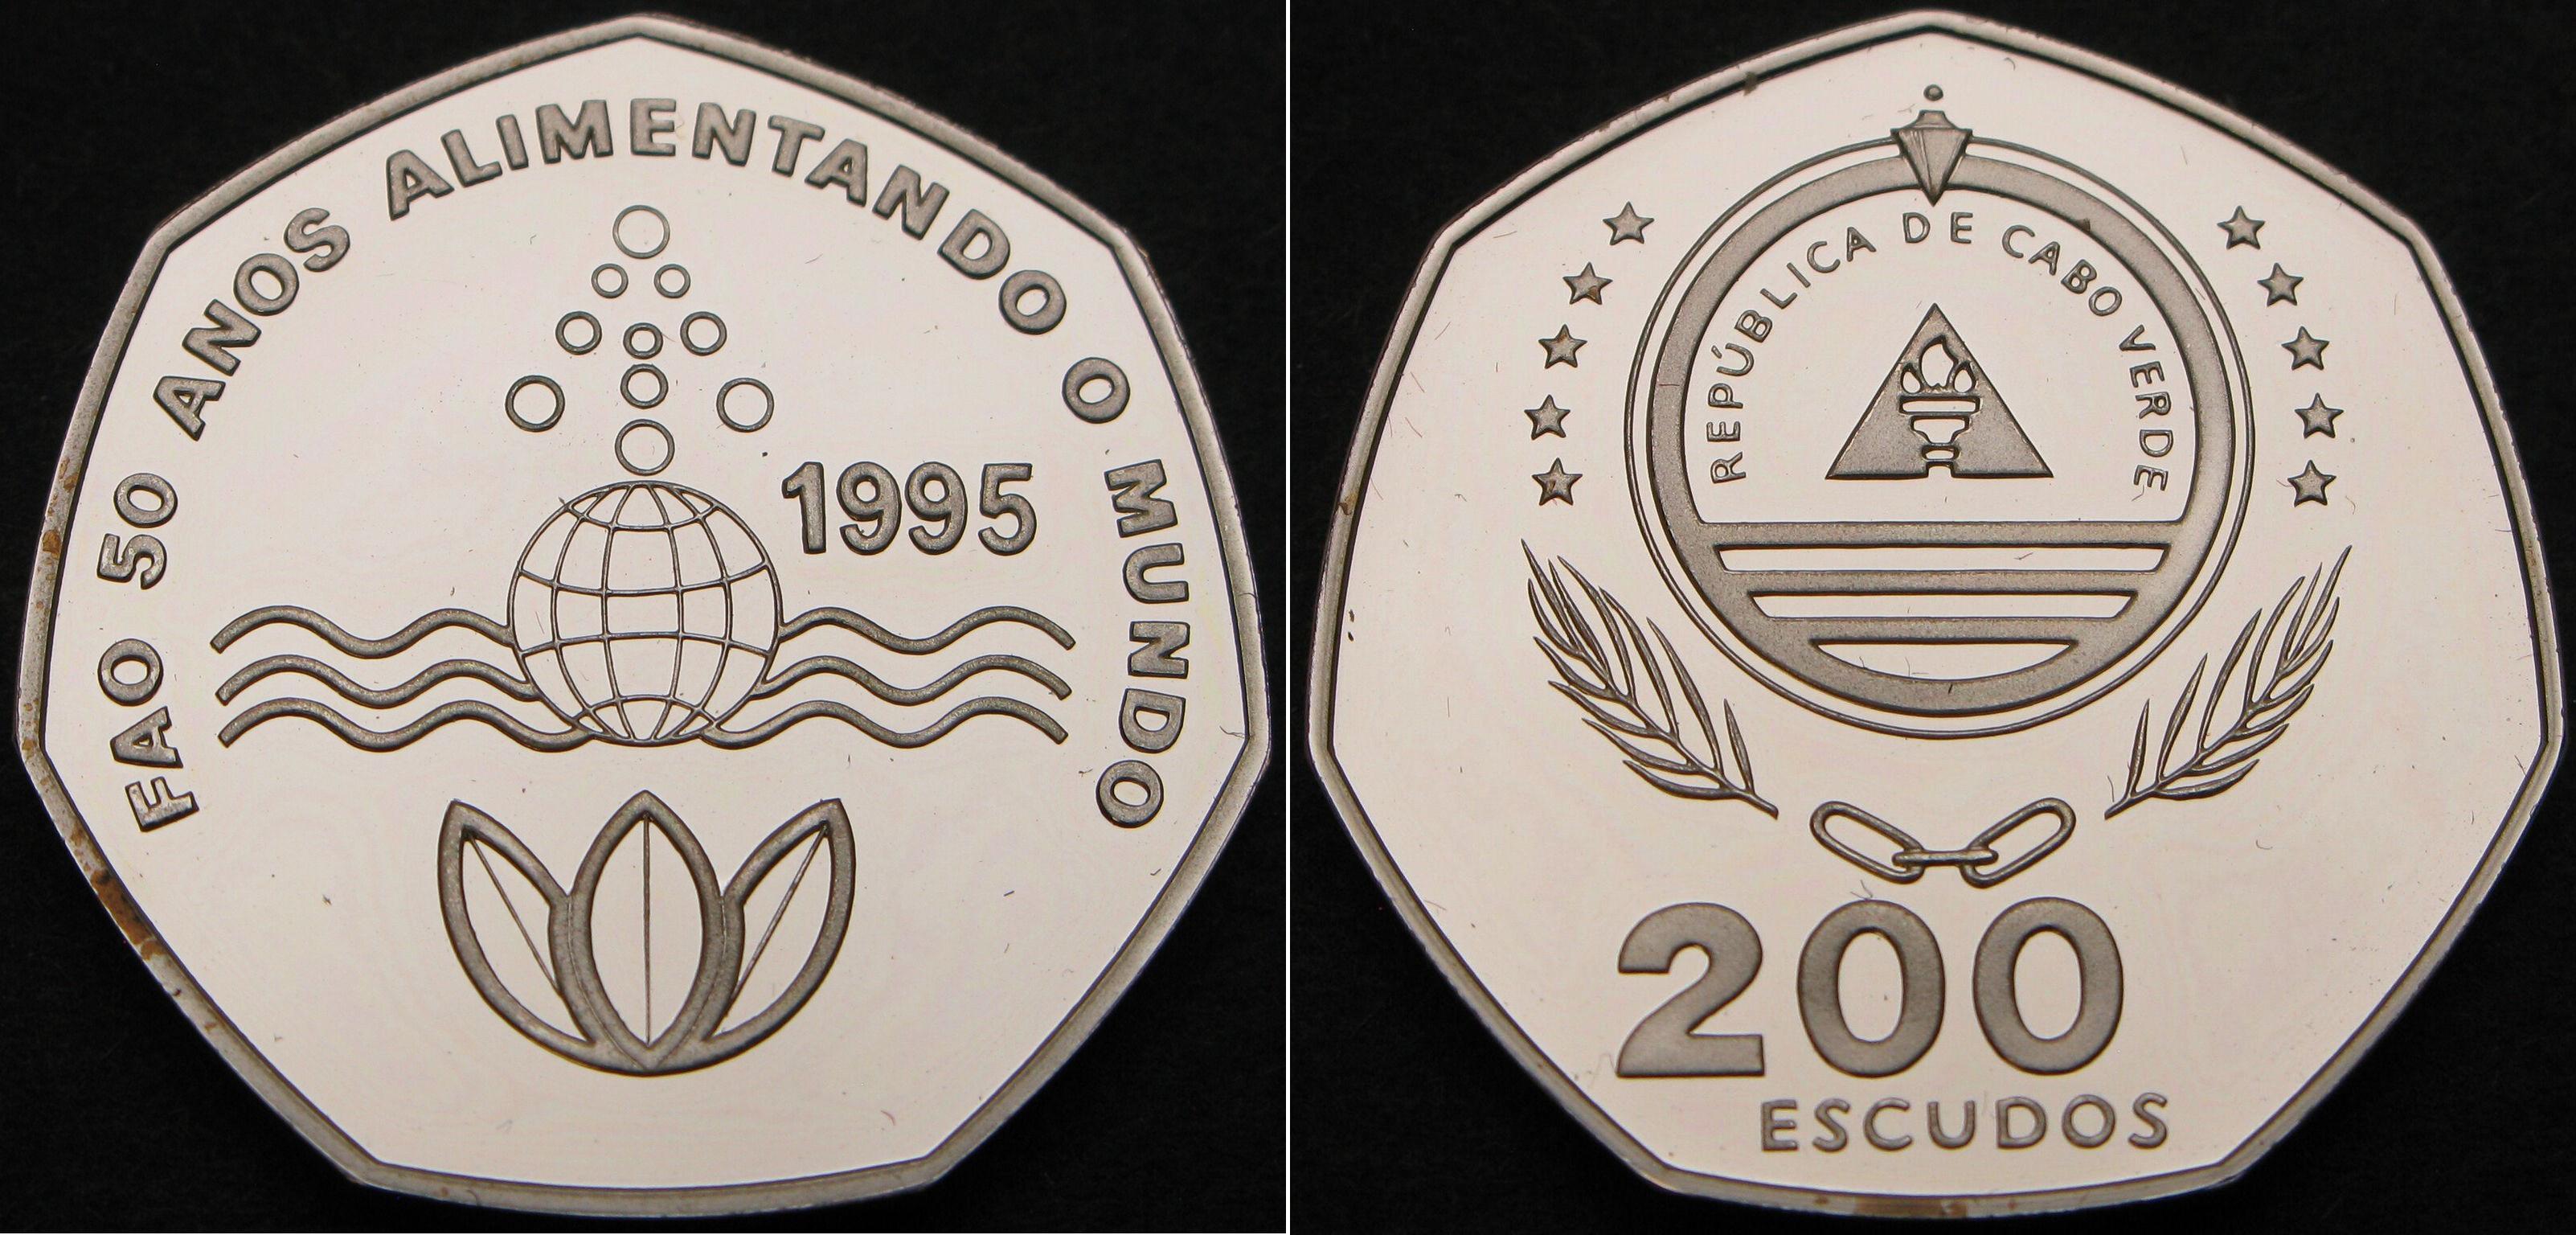 FAO 50 ANOS ALIMENTANDO O MUNDO
1995
REPÚBLICA DE CABO VERDE
200
ESCUDOS